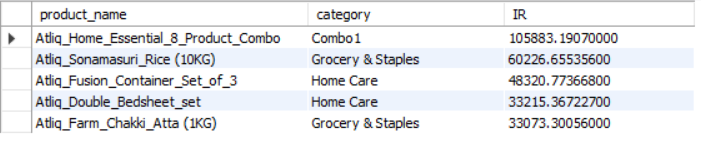 product_name category IR
Atliq_Home_Essential_8_Product_Combo Combo1 105883.19070000
Atliq_Sonamasuri_Rice (10KG) Grocery & Staples 60226.65535600
Atliq_Fusion_Container_Set_of_3 Home Care 48320.77366800
Atliq_Double_Bedsheet_set Home Care 33215.36722700
Atliq_Farm_Chakki_Atta (1KG) Grocery & Staples 33073.30056000